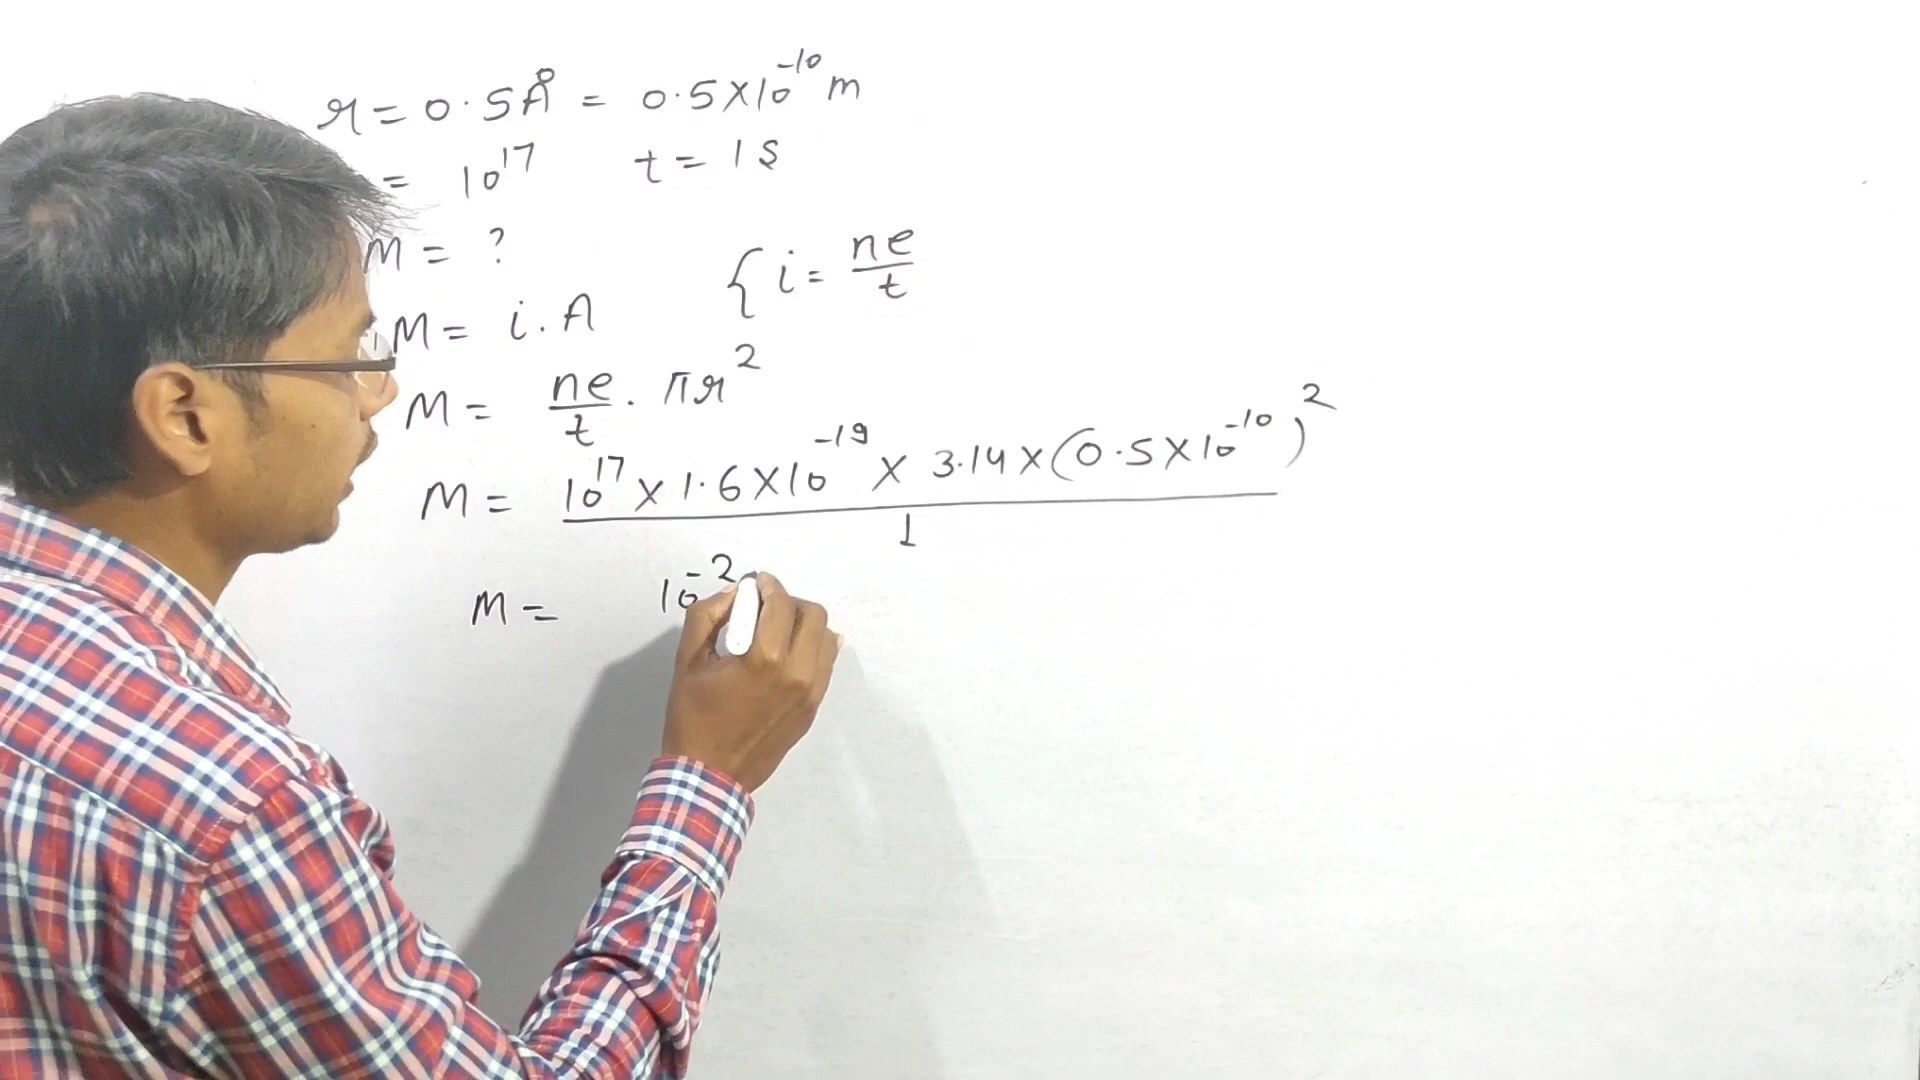 r = 0.5Å = 0.5×10⁻¹⁰ m
= 10¹⁷ t = 1s
M = ?
M = i.A { i = ne/t
M = ne/t . πr²
M = 10¹⁷ × 1.6×10⁻¹⁹ × 3.14×(0.5×10⁻¹⁰)² / 1
M = 10⁻²